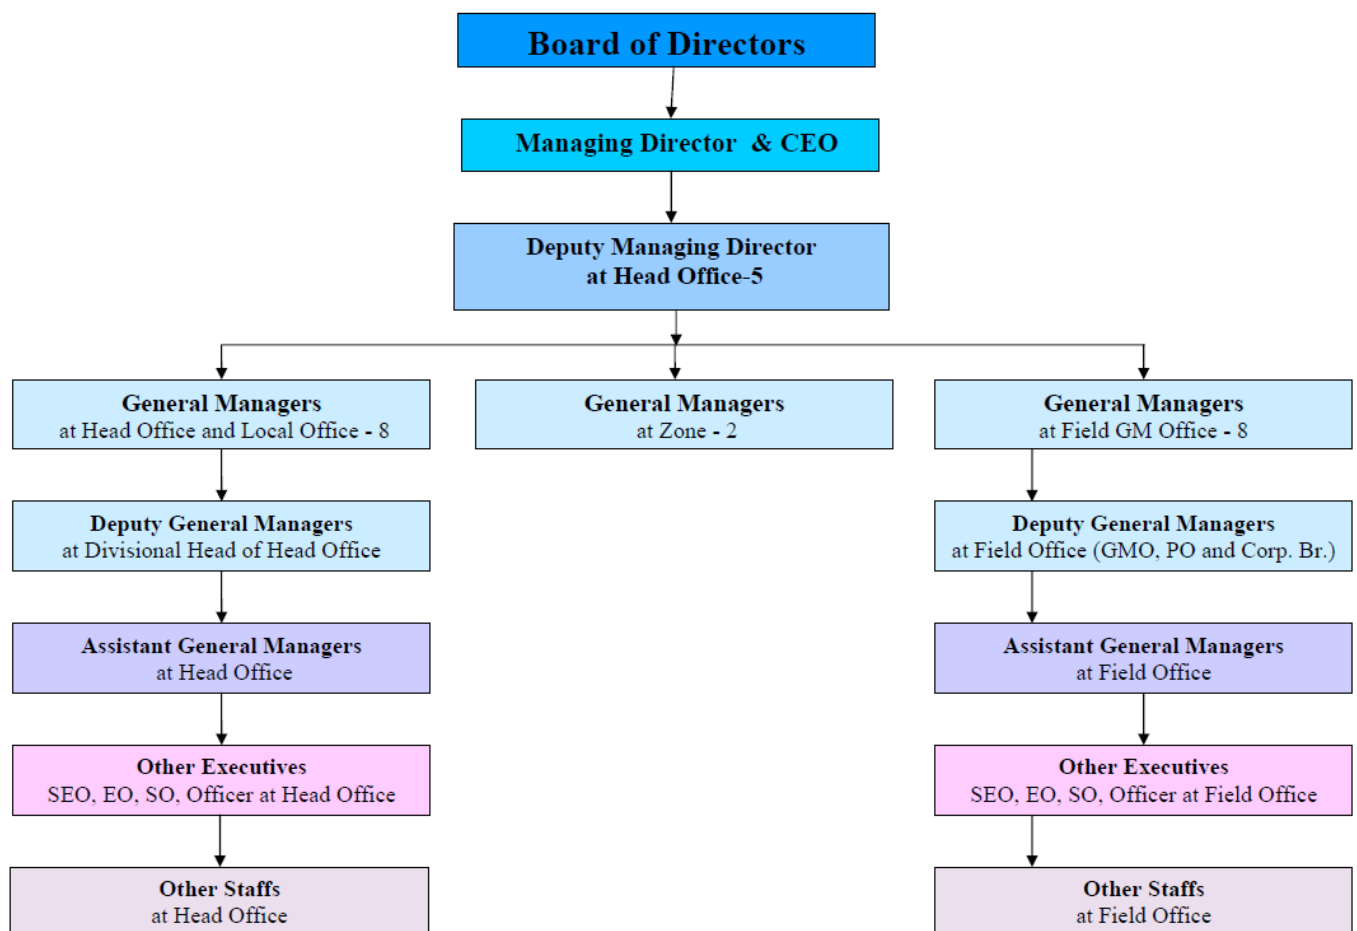 Board of Directors
Managing Director & CEO
Deputy Managing Director
at Head Office-5
General Managers
at Head Office and Local Office - 8
General Managers
at Zone - 2
General Managers
at Field GM Office - 8
Deputy General Managers
at Divisional Head of Head Office
Deputy General Managers
at Field Office (GMO, PO and Corp. Br.)
Assistant General Managers
at Head Office
Assistant General Managers
at Field Office
Other Executives
SEO, EO, SO, Officer at Head Office
Other Executives
SEO, EO, SO, Officer at Field Office
Other Staffs
at Head Office
Other Staffs
at Field Office